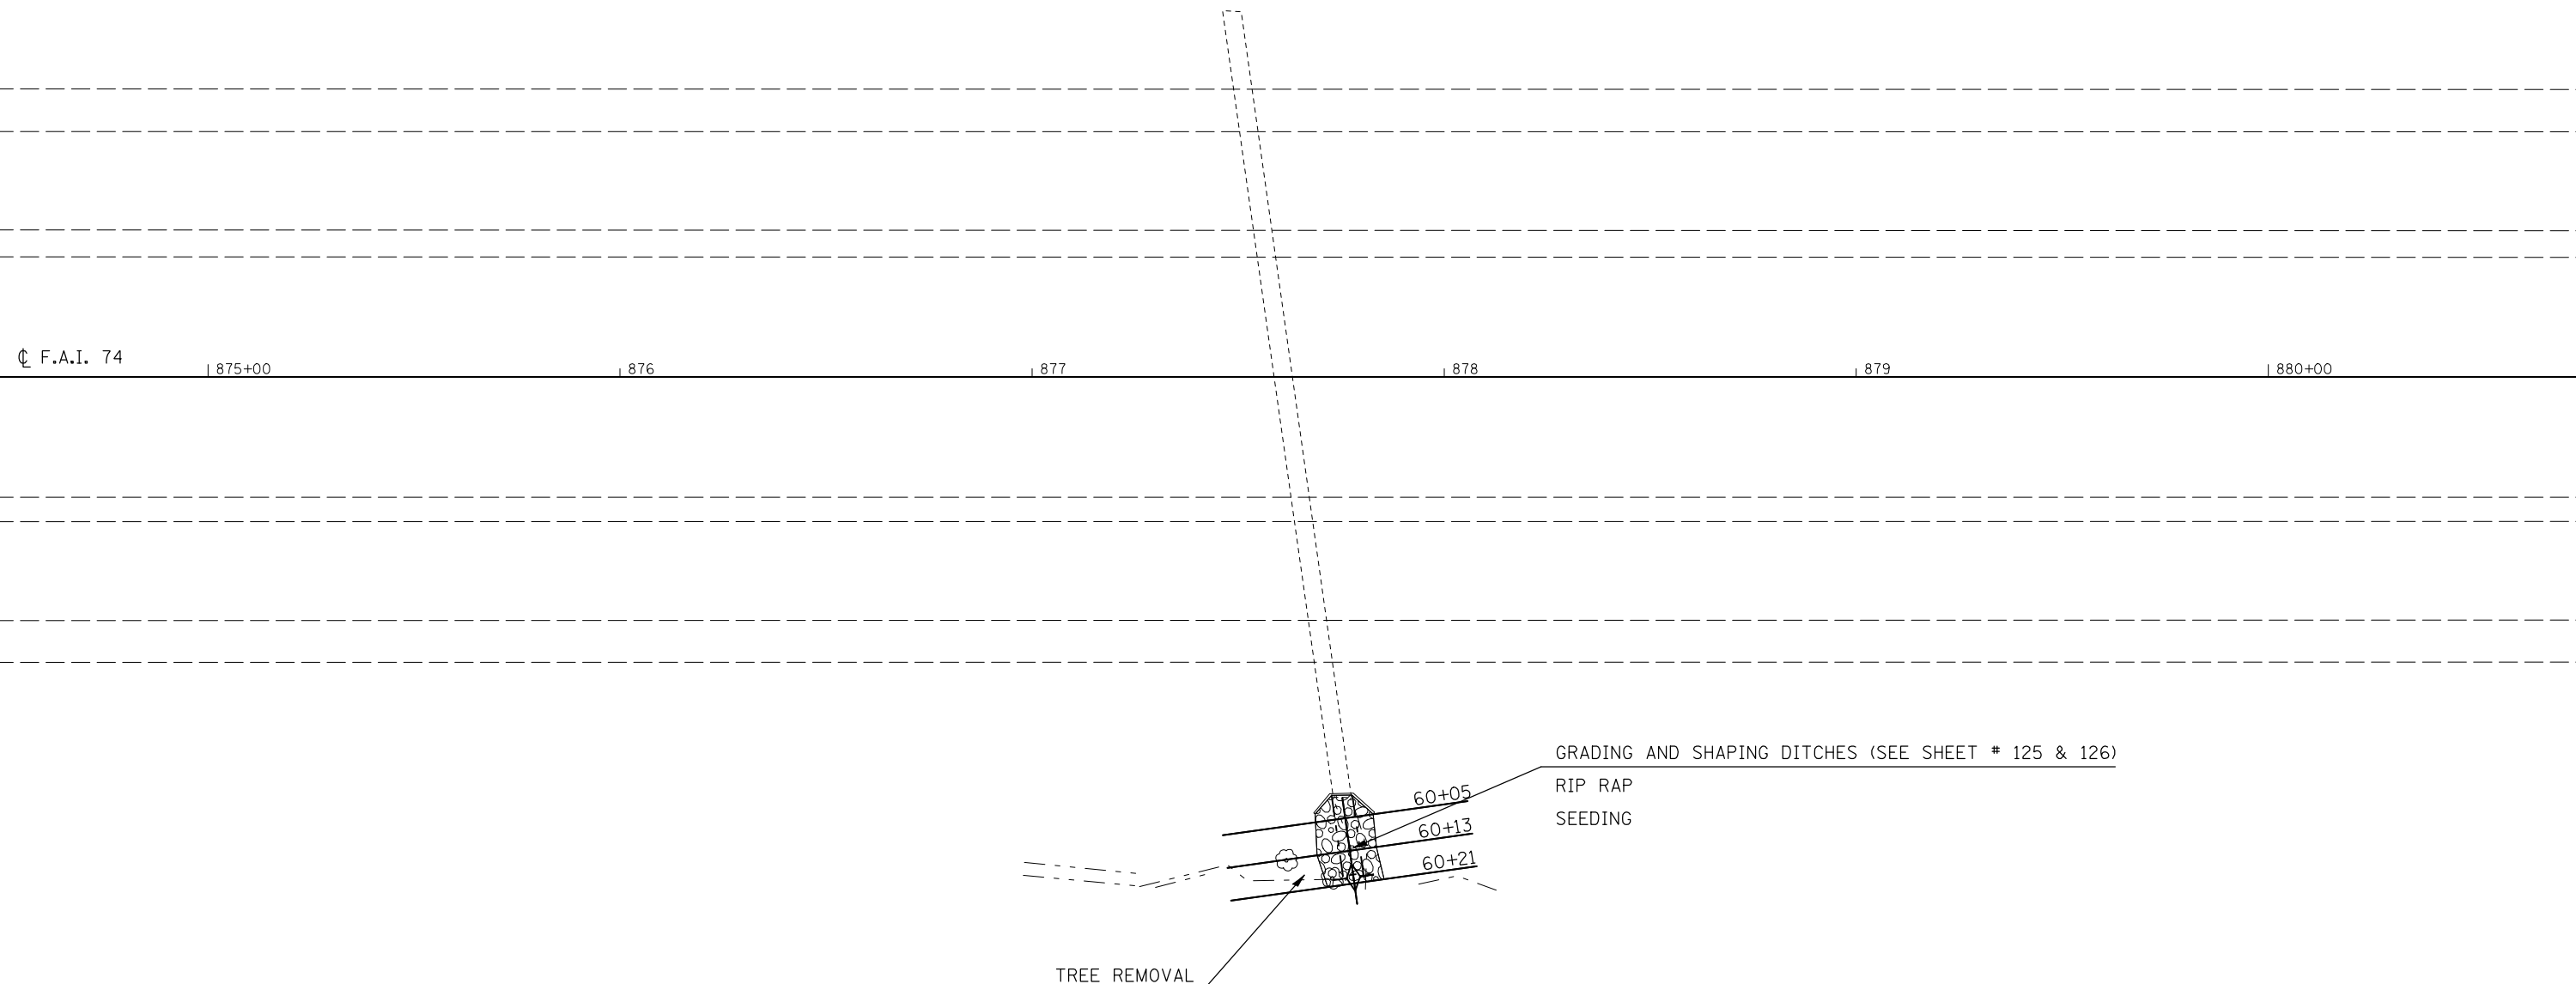 ℄ F.A.I. 74
875+00
876
877
878
879
880+00
GRADING AND SHAPING DITCHES (SEE SHEET # 125 & 126)
RIP RAP
SEEDING
60+05
60+13
60+21
TREE REMOVAL